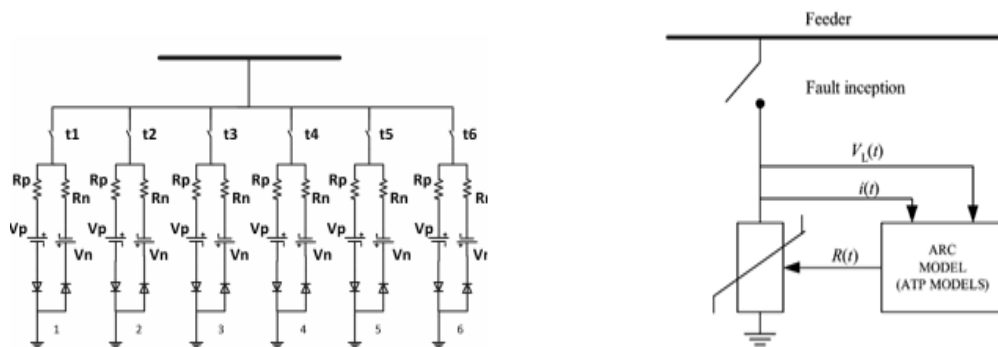 t1 t2 t3 t4 t5 t6
Rp Rn Rp Rn Rp Rn Rp Rn Rp Rn Rp Rn
Vp + Vn Vp + Vn Vp + Vn Vp + Vn Vp + Vn Vp + Vn
1 2 3 4 5 6
Feeder
Fault inception
VL(t)
i(t)
R(t)
ARC
MODEL
(ATP MODELS)